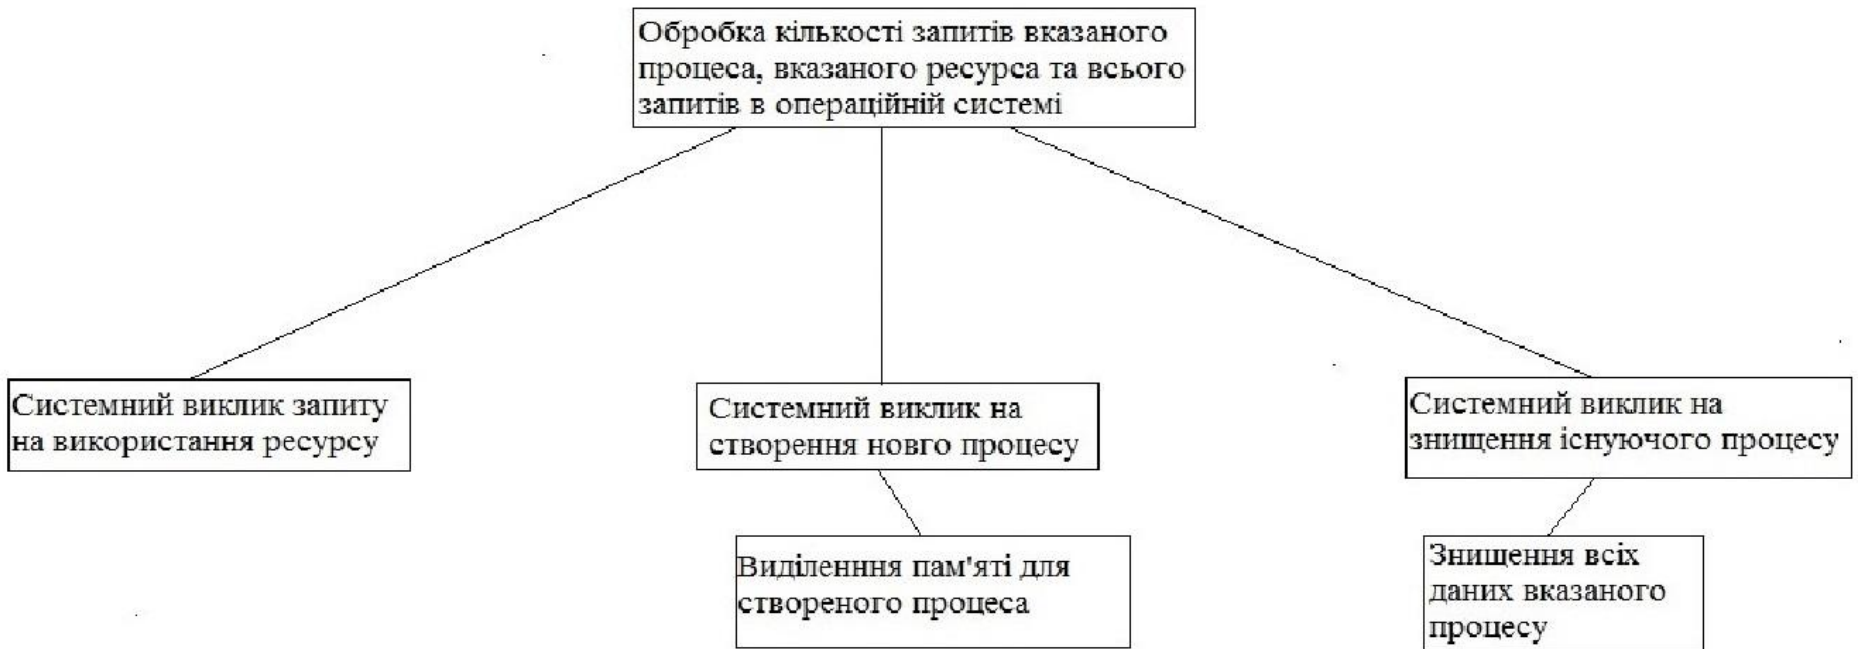 Обробка кількості запитів вказаного
процеса, вказаного ресурса та всього
запитів в операційній системі
Системний виклик запиту
на використання ресурсу
Системний виклик на
створення новго процесу
Системний виклик на
знищення існуючого процесу
Виділенння пам'яті для
створеного процеса
Знищення всіх
даних вказаного
процесу